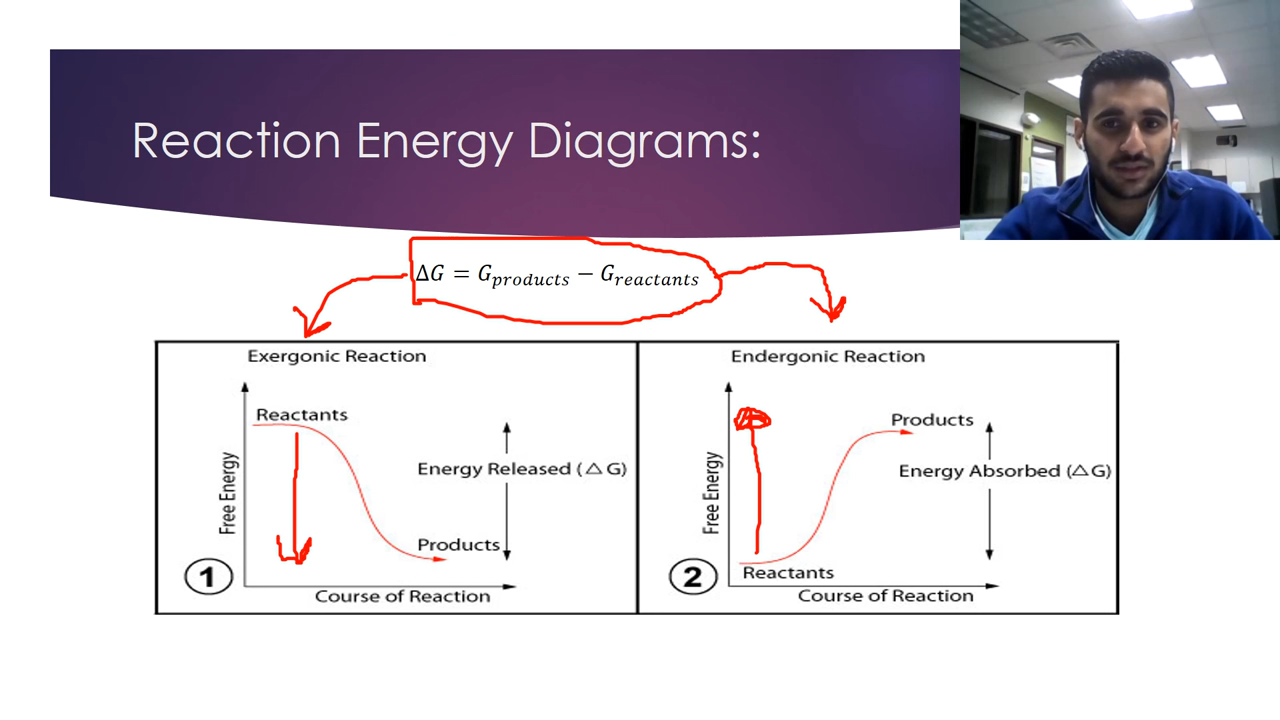 Reaction Energy Diagrams:
ΔG = G_products − G_reactants
Exergonic Reaction
Reactants
Free Energy
Energy Released (△G)
Products
1
Course of Reaction
Endergonic Reaction
Products
Free Energy
Energy Absorbed (△G)
Reactants
2
Course of Reaction